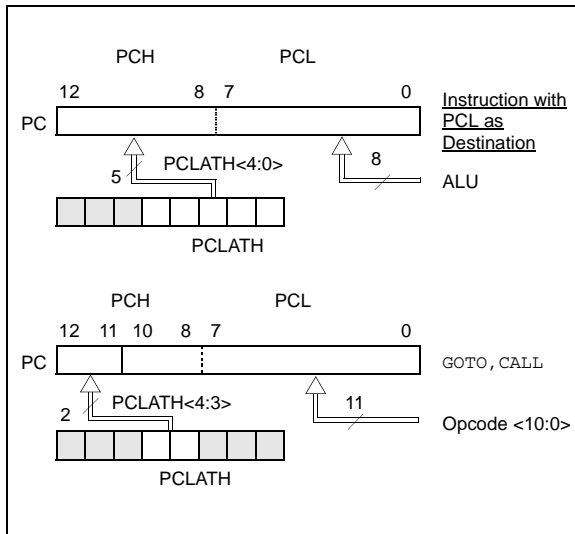 PCH PCL
12 8 7 0
Instruction with
PCL as
Destination
PC
5 PCLATH<4:0>
8
ALU
PCLATH
PCH PCL
12 11 10 8 7 0
PC
GOTO, CALL
2 PCLATH<4:3>
11
Opcode <10:0>
PCLATH